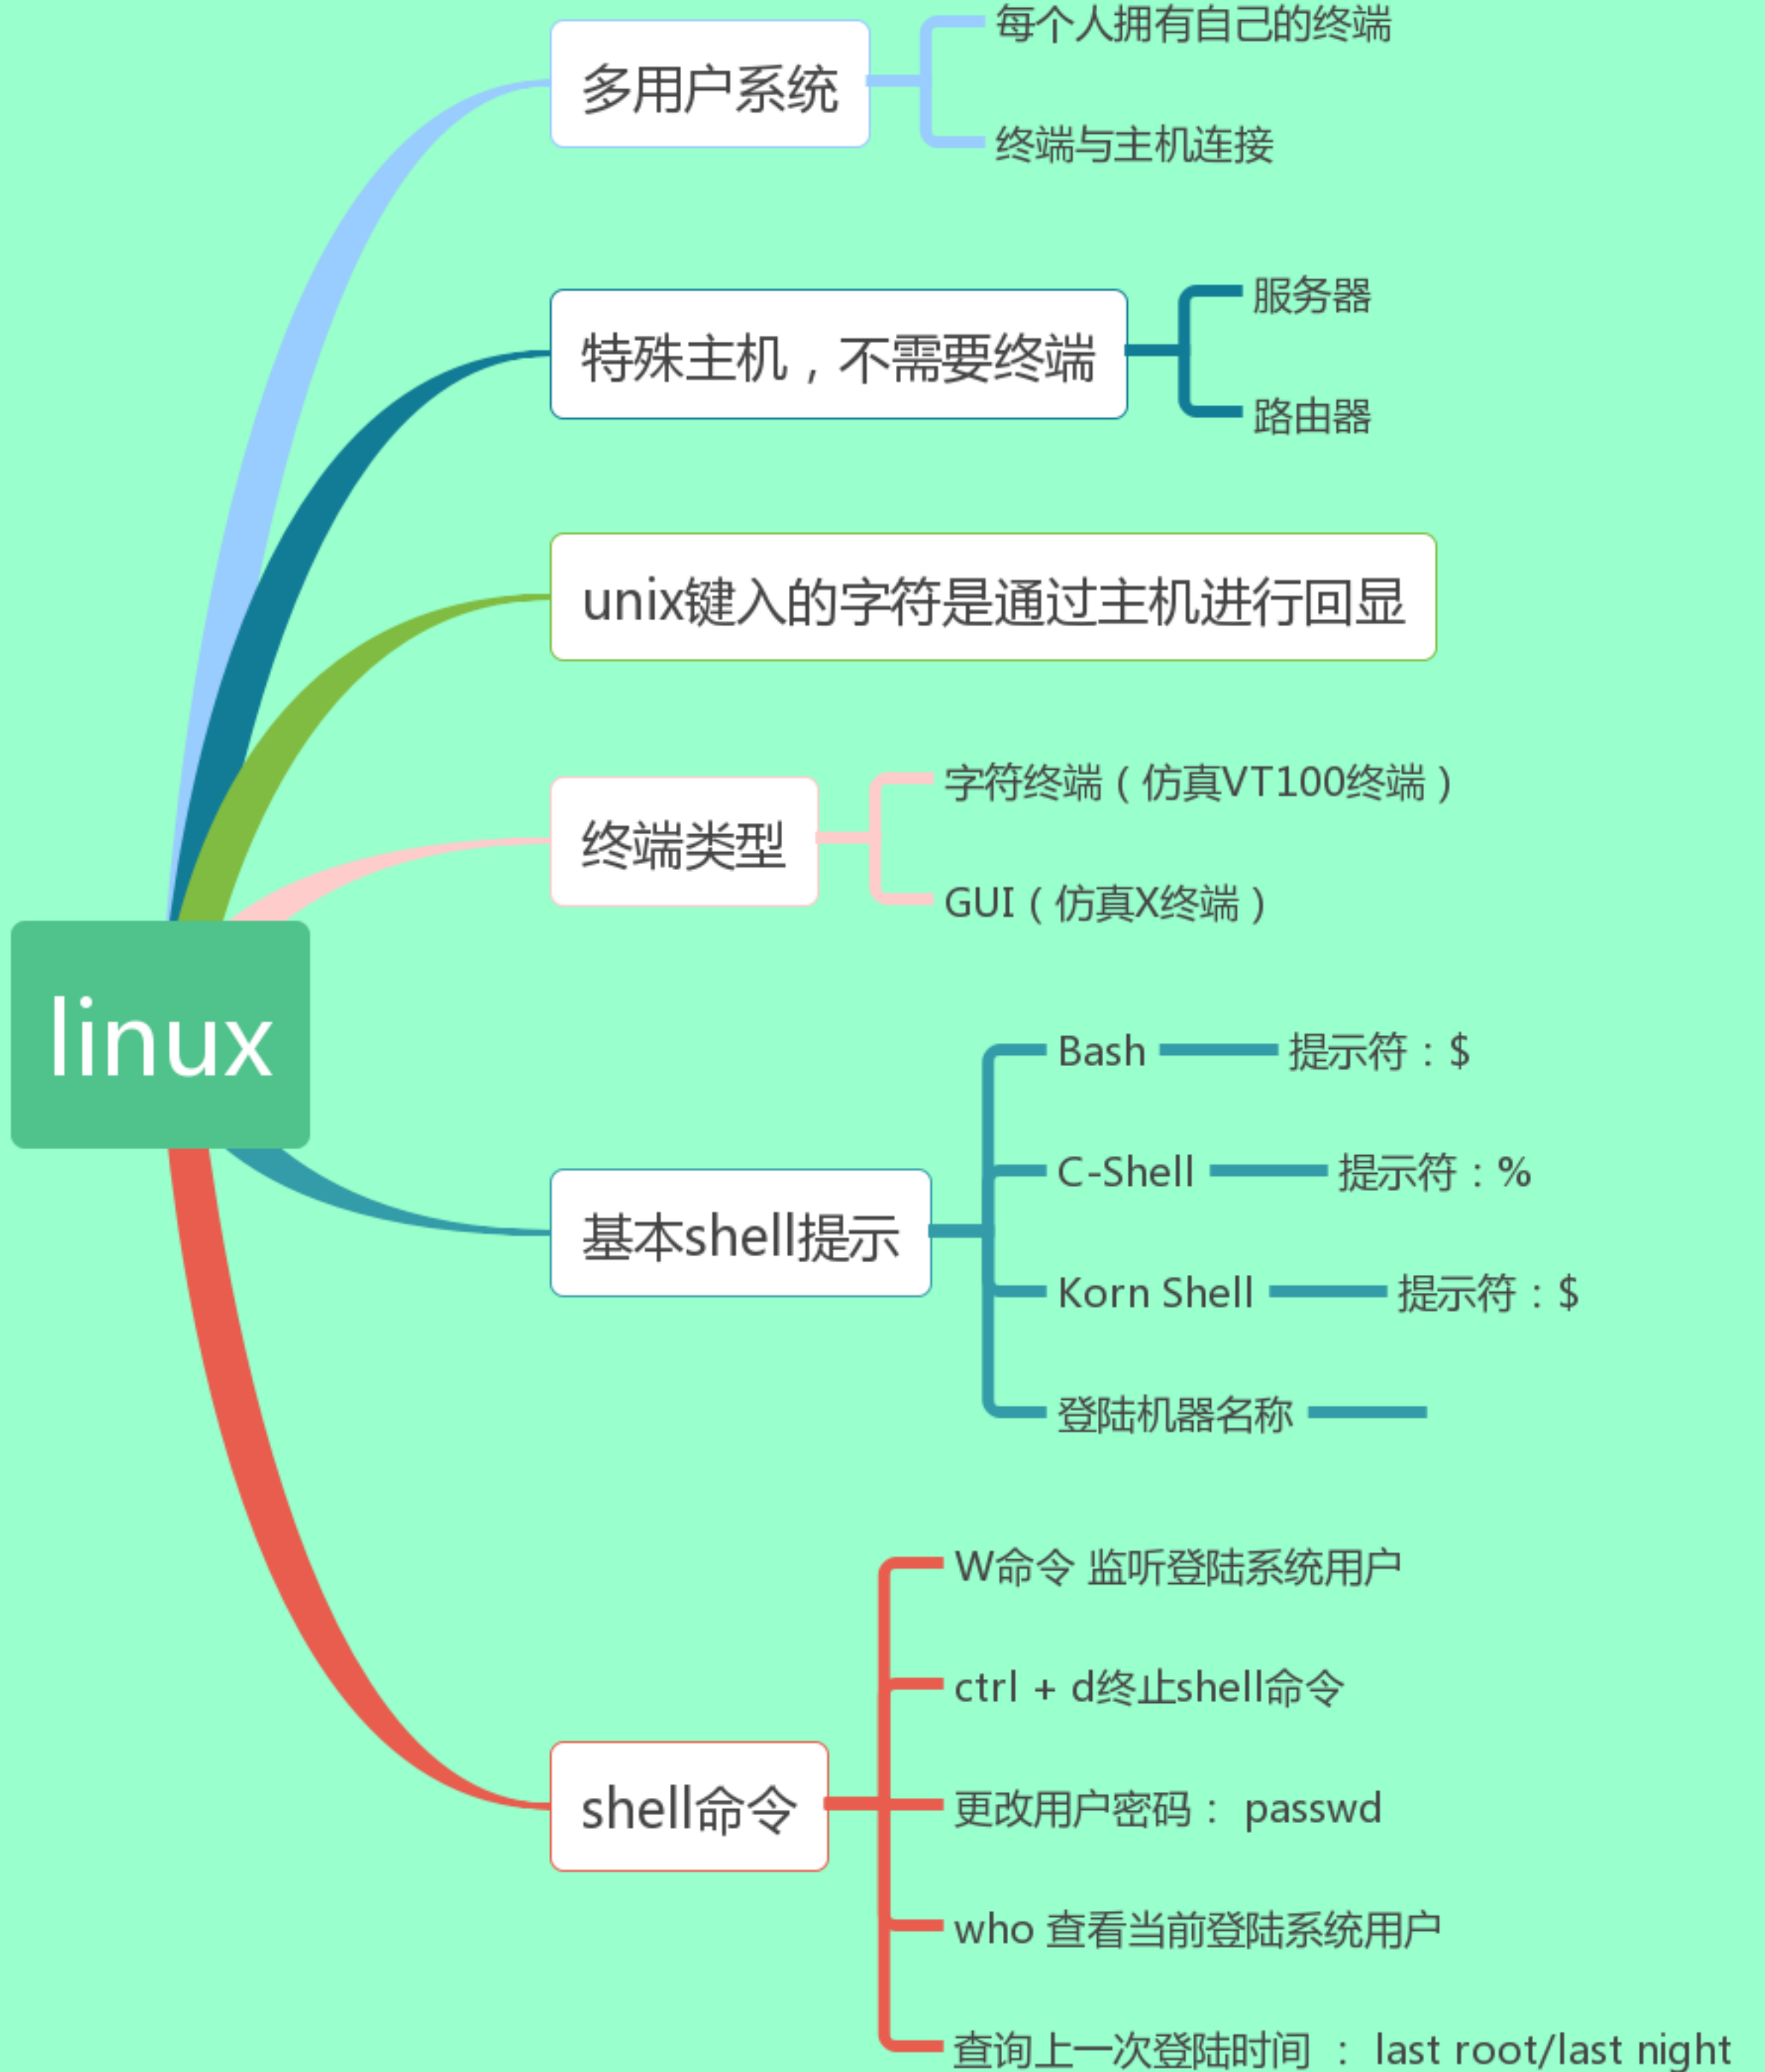 多用户系统
每个人拥有自己的终端
终端与主机连接
特殊主机，不需要终端
服务器
路由器
unix键入的字符是通过主机进行回显
终端类型
字符终端（仿真VT100终端）
GUI（仿真X终端）
linux
基本shell提示
Bash
提示符：$
C-Shell
提示符：%
Korn Shell
提示符：$
登陆机器名称
shell命令
W命令 监听登陆系统用户
ctrl + d终止shell命令
更改用户密码： passwd
who 查看当前登陆系统用户
查询上一次登陆时间 ： last root/last night